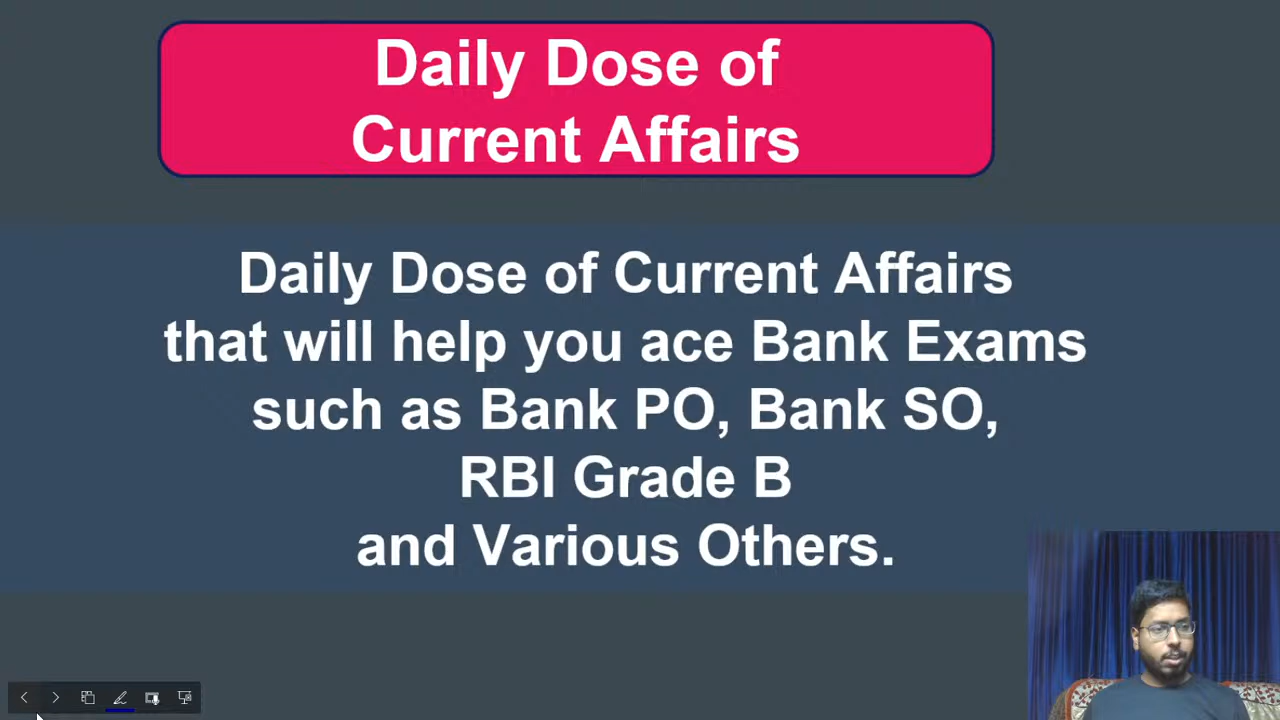 Daily Dose of
Current Affairs
Daily Dose of Current Affairs
that will help you ace Bank Exams
such as Bank PO, Bank SO,
RBI Grade B
and Various Others.